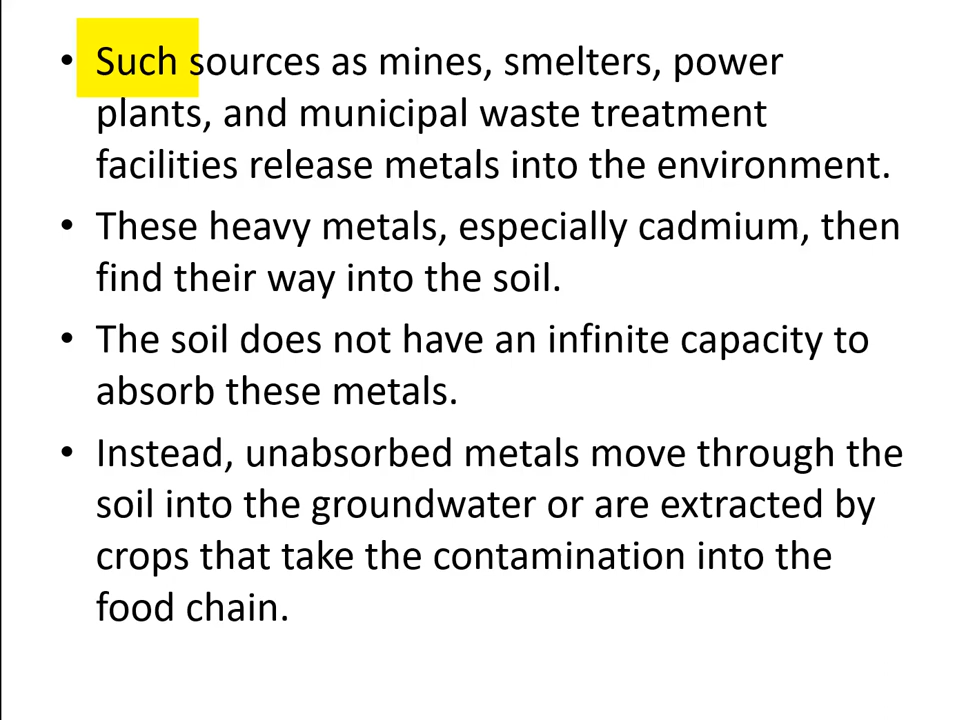 • Such sources as mines, smelters, power
plants, and municipal waste treatment
facilities release metals into the environment.
• These heavy metals, especially cadmium, then
find their way into the soil.
• The soil does not have an infinite capacity to
absorb these metals.
• Instead, unabsorbed metals move through the
soil into the groundwater or are extracted by
crops that take the contamination into the
food chain.